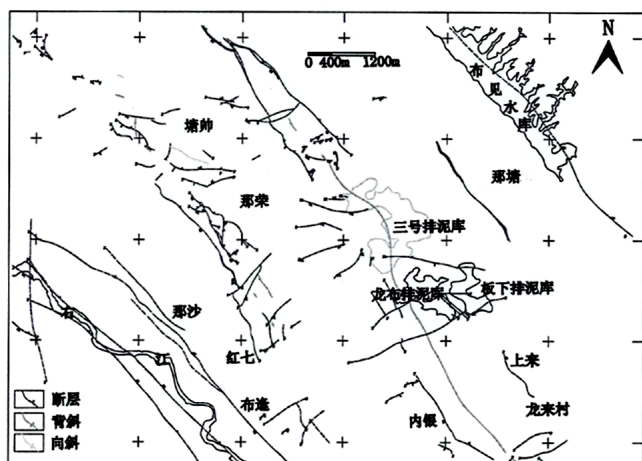 N
0 400m 1200m
布见水库
塘帅
那塘
那荣
三号排泥库
龙布排泥库
板下排泥库
那沙
右江
红七
上来
布逢
内银
龙来村
断层
背斜
向斜